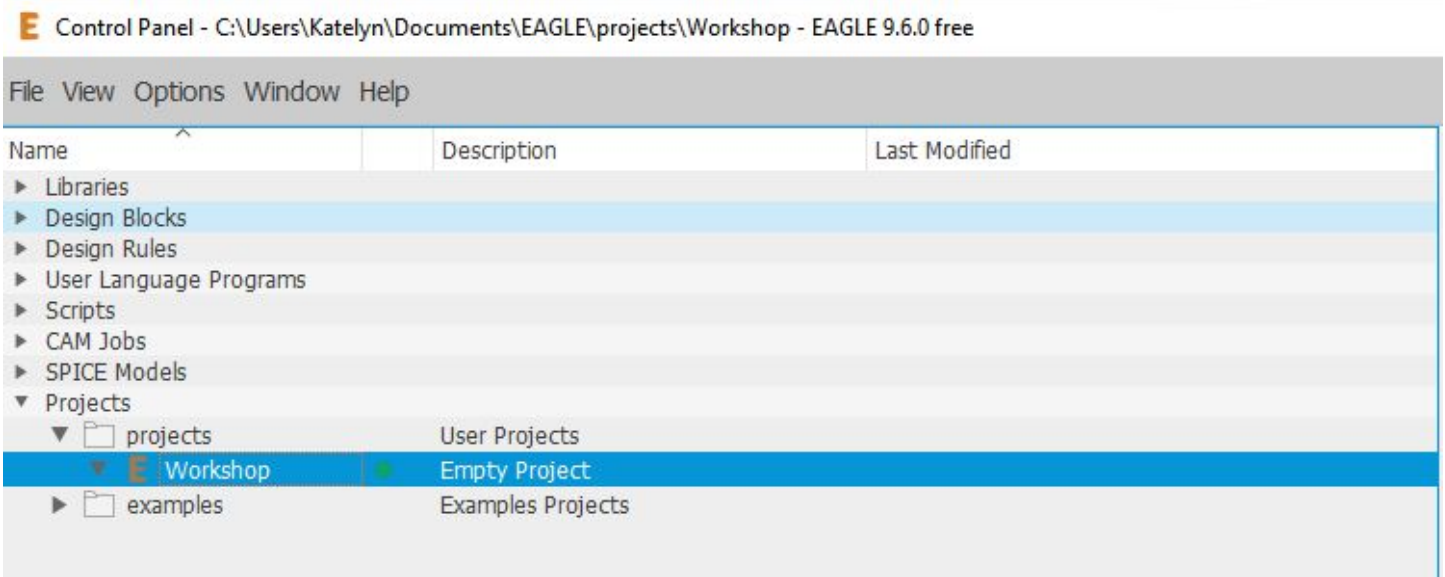 E Control Panel - C:\Users\Katelyn\Documents\EAGLE\projects\Workshop - EAGLE 9.6.0 free
File View Options Window Help
Name Description Last Modified
Libraries
Design Blocks
Design Rules
User Language Programs
Scripts
CAM Jobs
SPICE Models
Projects
projects User Projects
E Workshop Empty Project
examples Examples Projects